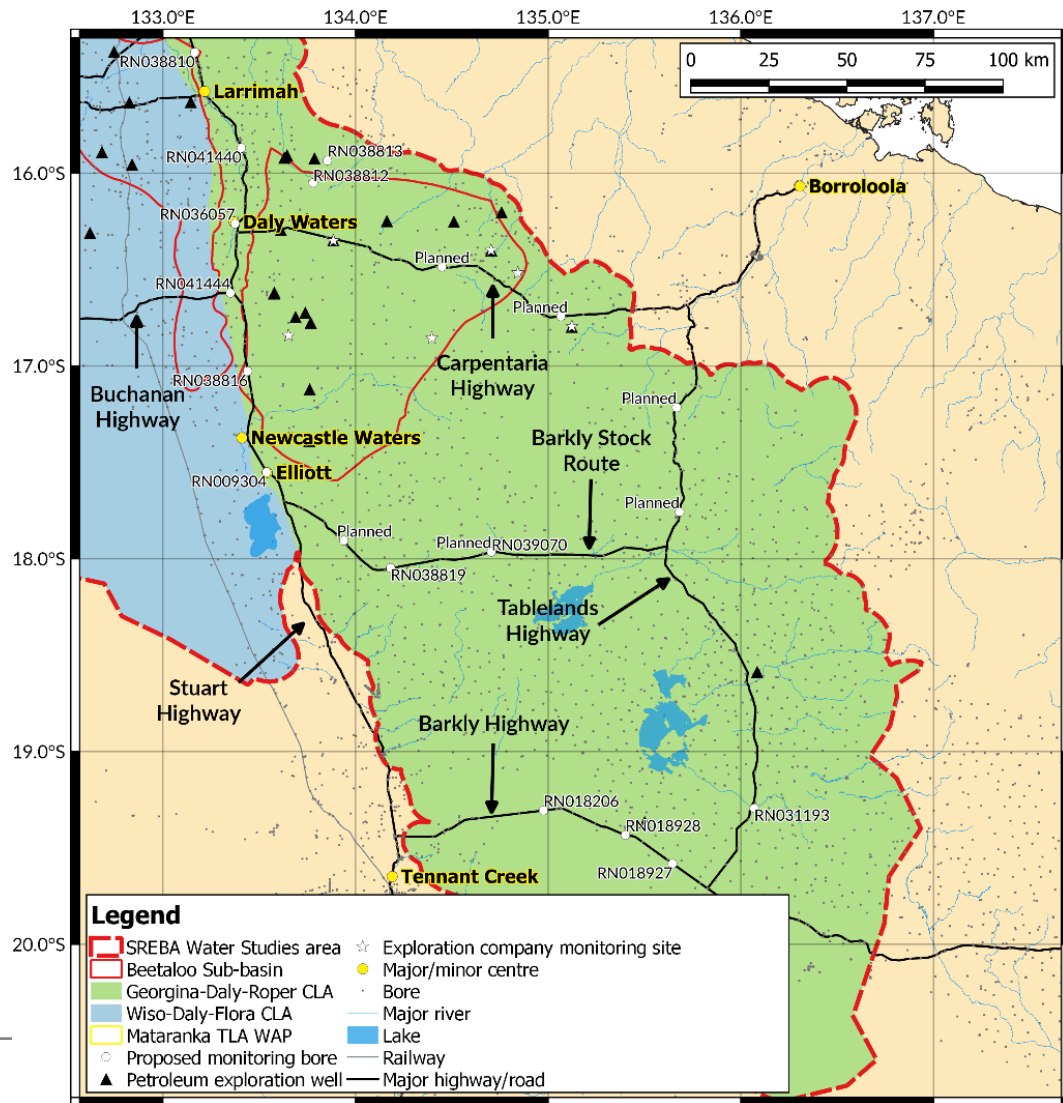 133.0°E 134.0°E 135.0°E 136.0°E 137.0°E
0 25 50 75 100 km
RN038810
Larrimah
RN041440
RN038813
16.0°S
RN038812
Borroloola
RN036057
Daly Waters
Planned
RN041444
Planned
17.0°S
Carpentaria
Highway
RN038816
Buchanan
Highway
Planned
Newcastle Waters
Barkly Stock
Route
Elliott
RN009304
Planned
Planned
Planned
RN039070
18.0°S
RN038819
Tablelands
Highway
Stuart
Highway
Barkly Highway
19.0°S
RN018206
RN031193
RN018928
RN018927
Tennant Creek
20.0°S
Legend
SREBA Water Studies area
Beetaloo Sub-basin
Georgina-Daly-Roper CLA
Wiso-Daly-Flora CLA
Mataranka TLA WAP
Proposed monitoring bore
Petroleum exploration well
Exploration company monitoring site
Major/minor centre
Bore
Major river
Lake
Railway
Major highway/road